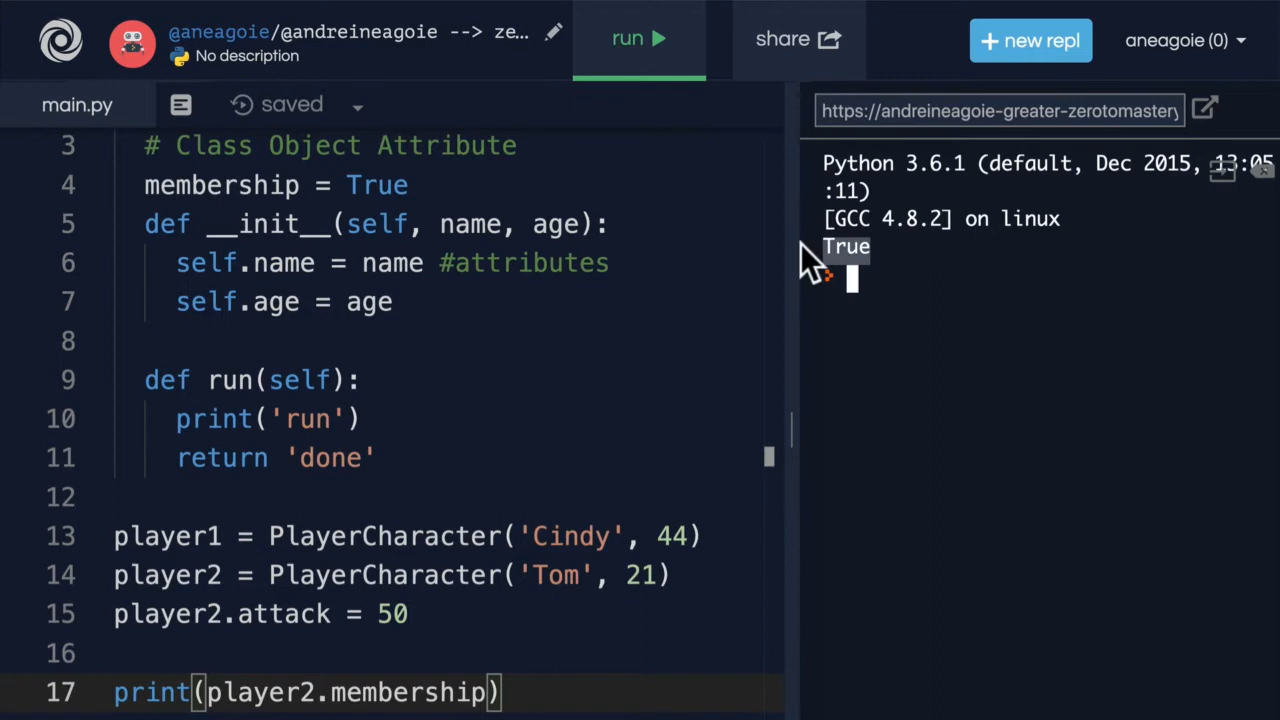 @aneagoie/@andreineagoie --> ze...
No description
run
share
+ new repl
aneagoie (0)
main.py
saved
https://andreineagoie-greater-zerotomastery
3 # Class Object Attribute
4 membership = True
5 def __init__(self, name, age):
6 self.name = name #attributes
7 self.age = age
8
9 def run(self):
10 print('run')
11 return 'done'
12
13 player1 = PlayerCharacter('Cindy', 44)
14 player2 = PlayerCharacter('Tom', 21)
15 player2.attack = 50
16
17 print(player2.membership)
Python 3.6.1 (default, Dec 2015, 13:05
:11)
[GCC 4.8.2] on linux
True